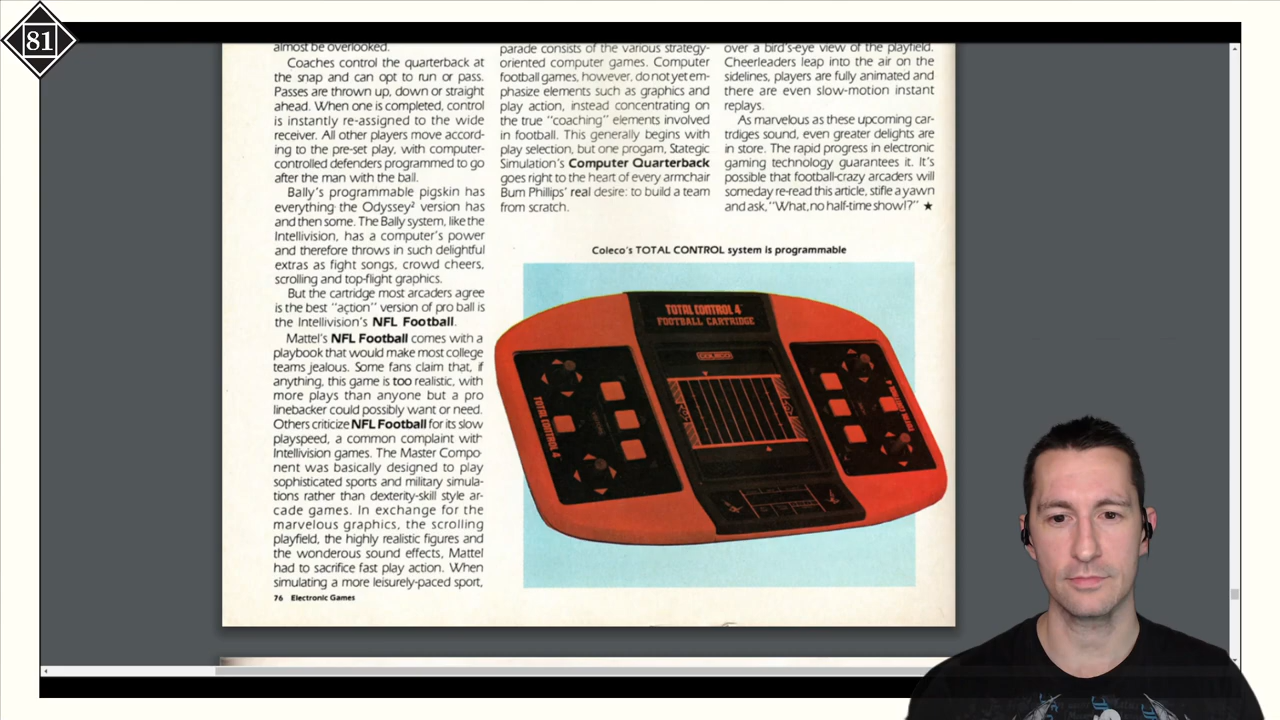 81
almost be overlooked.
Coaches control the quarterback at
the snap and can opt to run or pass.
Passes are thrown up, down or straight
ahead. When one is completed, control
is instantly re-assigned to the wide
receiver. All other players move accord-
ing to the pre-set play, with computer-
controlled defenders programmed to go
after the man with the ball.
Bally's programmable pigskin has
everything the Odyssey² version has
and then some. The Bally system, like the
Intellivision, has a computer's power
and therefore throws in such delightful
extras as fight songs, crowd cheers,
scrolling and top-flight graphics.
But the cartridge most arcaders agree
is the best "action" version of pro ball is
the Intellivision's NFL Football.
Mattel's NFL Football comes with a
playbook that would make most college
teams jealous. Some fans claim that, if
anything, this game is too realistic, with
more plays than anyone but a pro
linebacker could possibly want or need.
Others criticize NFL Football for its slow
playspeed, a common complaint with
Intellivision games. The Master Compo-
nent was basically designed to play
sophisticated sports and military simula-
tions rather than dexterity-skill style ar-
cade games. In exchange for the
marvelous graphics, the scrolling
playfield, the highly realistic figures and
the wonderous sound effects, Mattel
had to sacrifice fast play action. When
simulating a more leisurely-paced sport,
76 Electronic Games
parade consists of the various strategy-
oriented computer games. Computer
football games, however, do not yet em-
phasize elements such as graphics and
play action, instead concentrating on
the true "coaching" elements involved
in football. This generally begins with
play selection, but one progam, Stategic
Simulation's Computer Quarterback
goes right to the heart of every armchair
Bum Phillips' real desire: to build a team
from scratch.
over a bird's-eye view of the playfield.
Cheerleaders leap into the air on the
sidelines, players are fully animated and
there are even slow-motion instant
replays.
As marvelous as these upcoming car-
trdiges sound, even greater delights are
in store. The rapid progress in electronic
gaming technology guarantees it. It's
possible that football-crazy arcaders will
someday re-read this article, stifle a yawn
and ask, "What, no half-time show!?" ★
Coleco's TOTAL CONTROL system is programmable
TOTAL CONTROL 4
FOOTBALL CARTRIDGE
COLECO
TOTAL CONTROL 4
TOTAL CONTROL 4